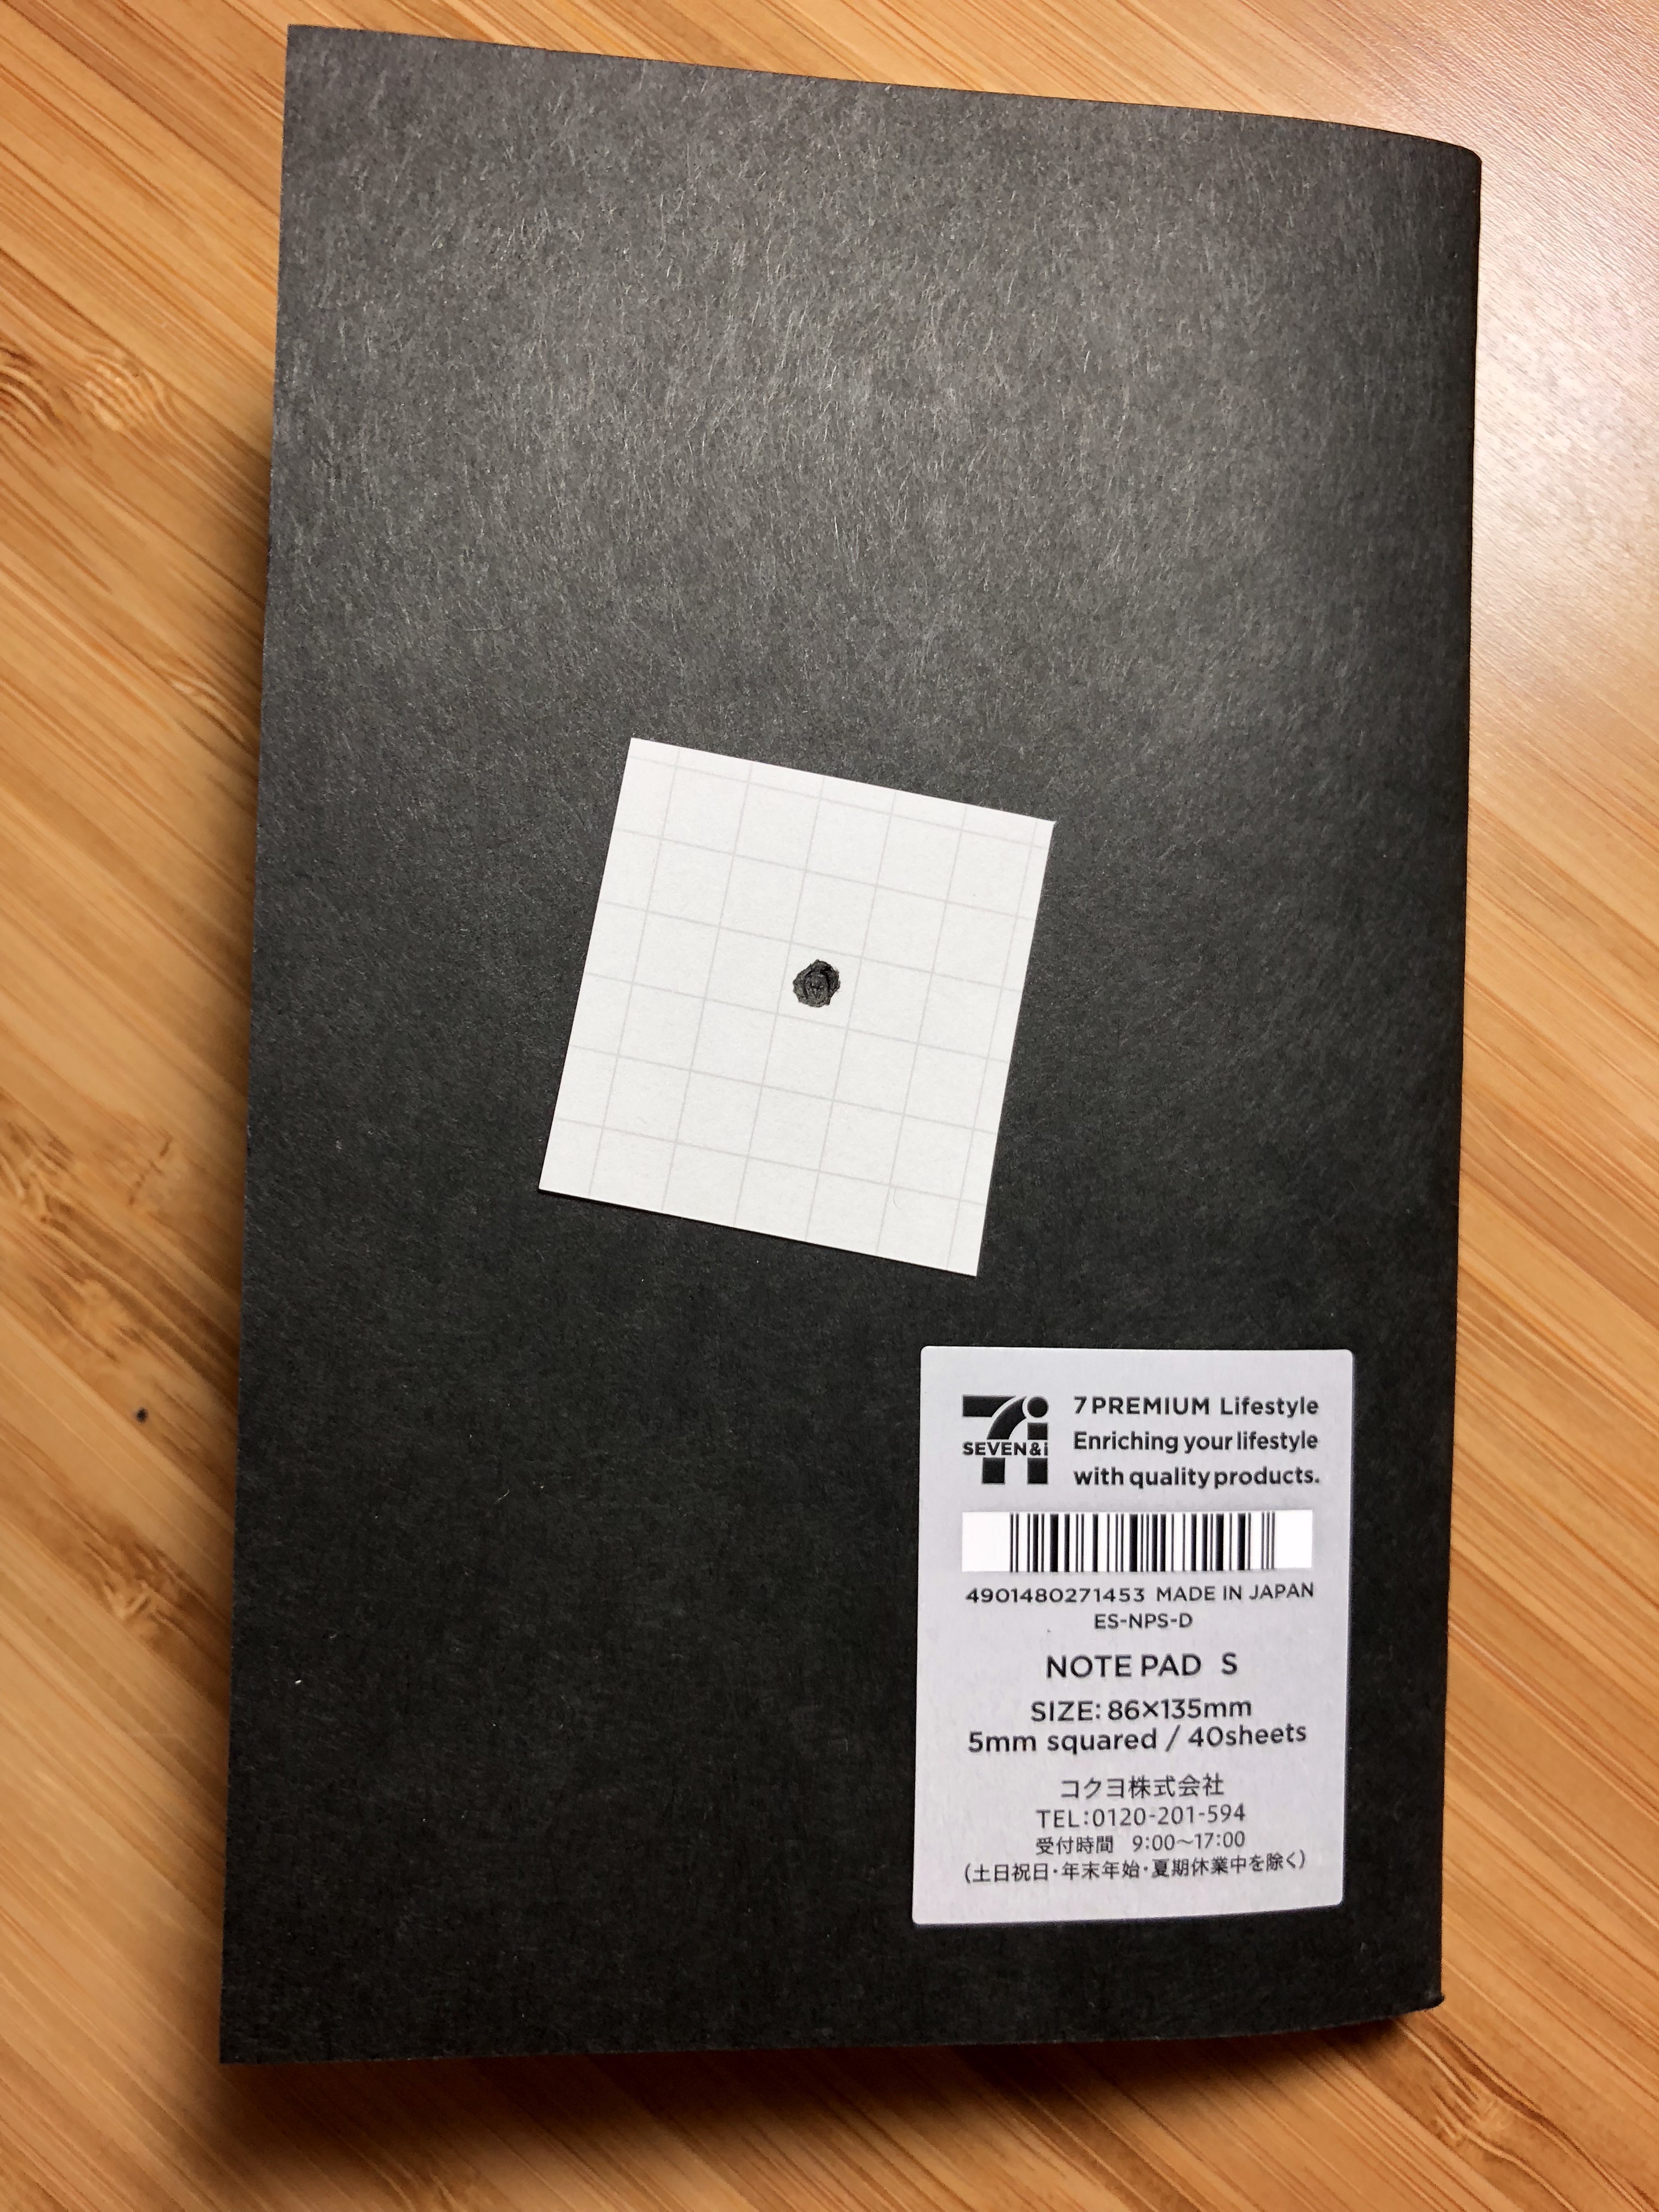 SEVEN&i
7 PREMIUM Lifestyle
Enriching your lifestyle
with quality products.
4901480271453 MADE IN JAPAN
ES-NPS-D
NOTE PAD S
SIZE: 86×135mm
5mm squared / 40sheets
コクヨ株式会社
TEL:0120-201-594
受付時間 9:00~17:00
(土日祝日・年末年始・夏期休業中を除く)